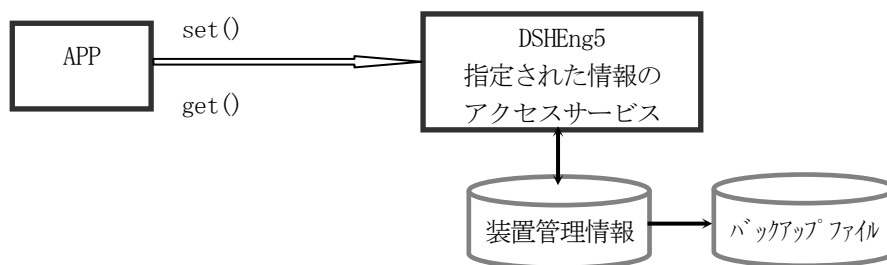 set()
APP
get()
DSHEng5
指定された情報の
アクセスサービス
装置管理情報
ﾊﾞｯｸｱｯﾌﾟﾌｧｲﾙ